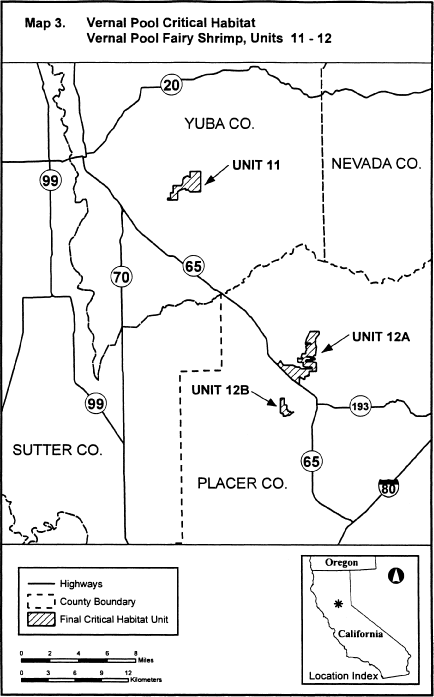 Map 3. Vernal Pool Critical Habitat
Vernal Pool Fairy Shrimp, Units 11 - 12
20
YUBA CO.
NEVADA CO.
UNIT 11
99
65
70
UNIT 12A
UNIT 12B
99
193
SUTTER CO.
65
PLACER CO.
80
Highways
County Boundary
Final Critical Habitat Unit
0 2 4 6 8
Miles
0 3 6 9 12
Kilometers
Oregon
California
Location Index